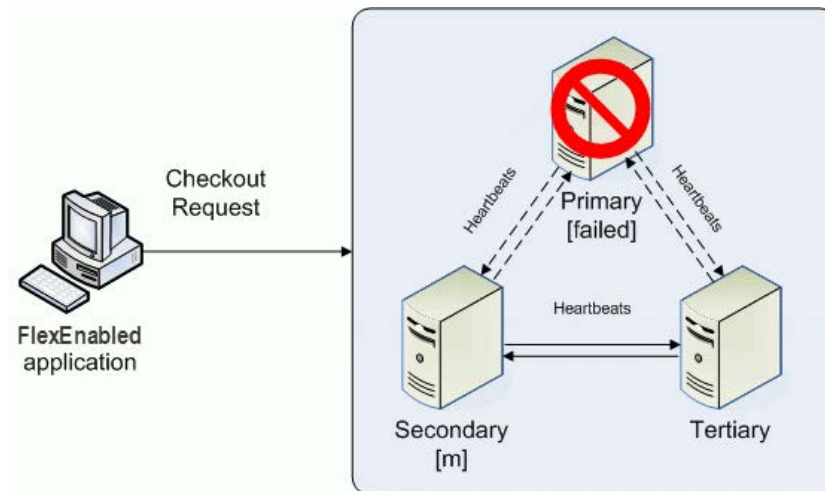 Checkout
Request
FlexEnabled
application
Primary
[failed]
Heartbeats
Heartbeats
Heartbeats
Secondary
[m]
Tertiary